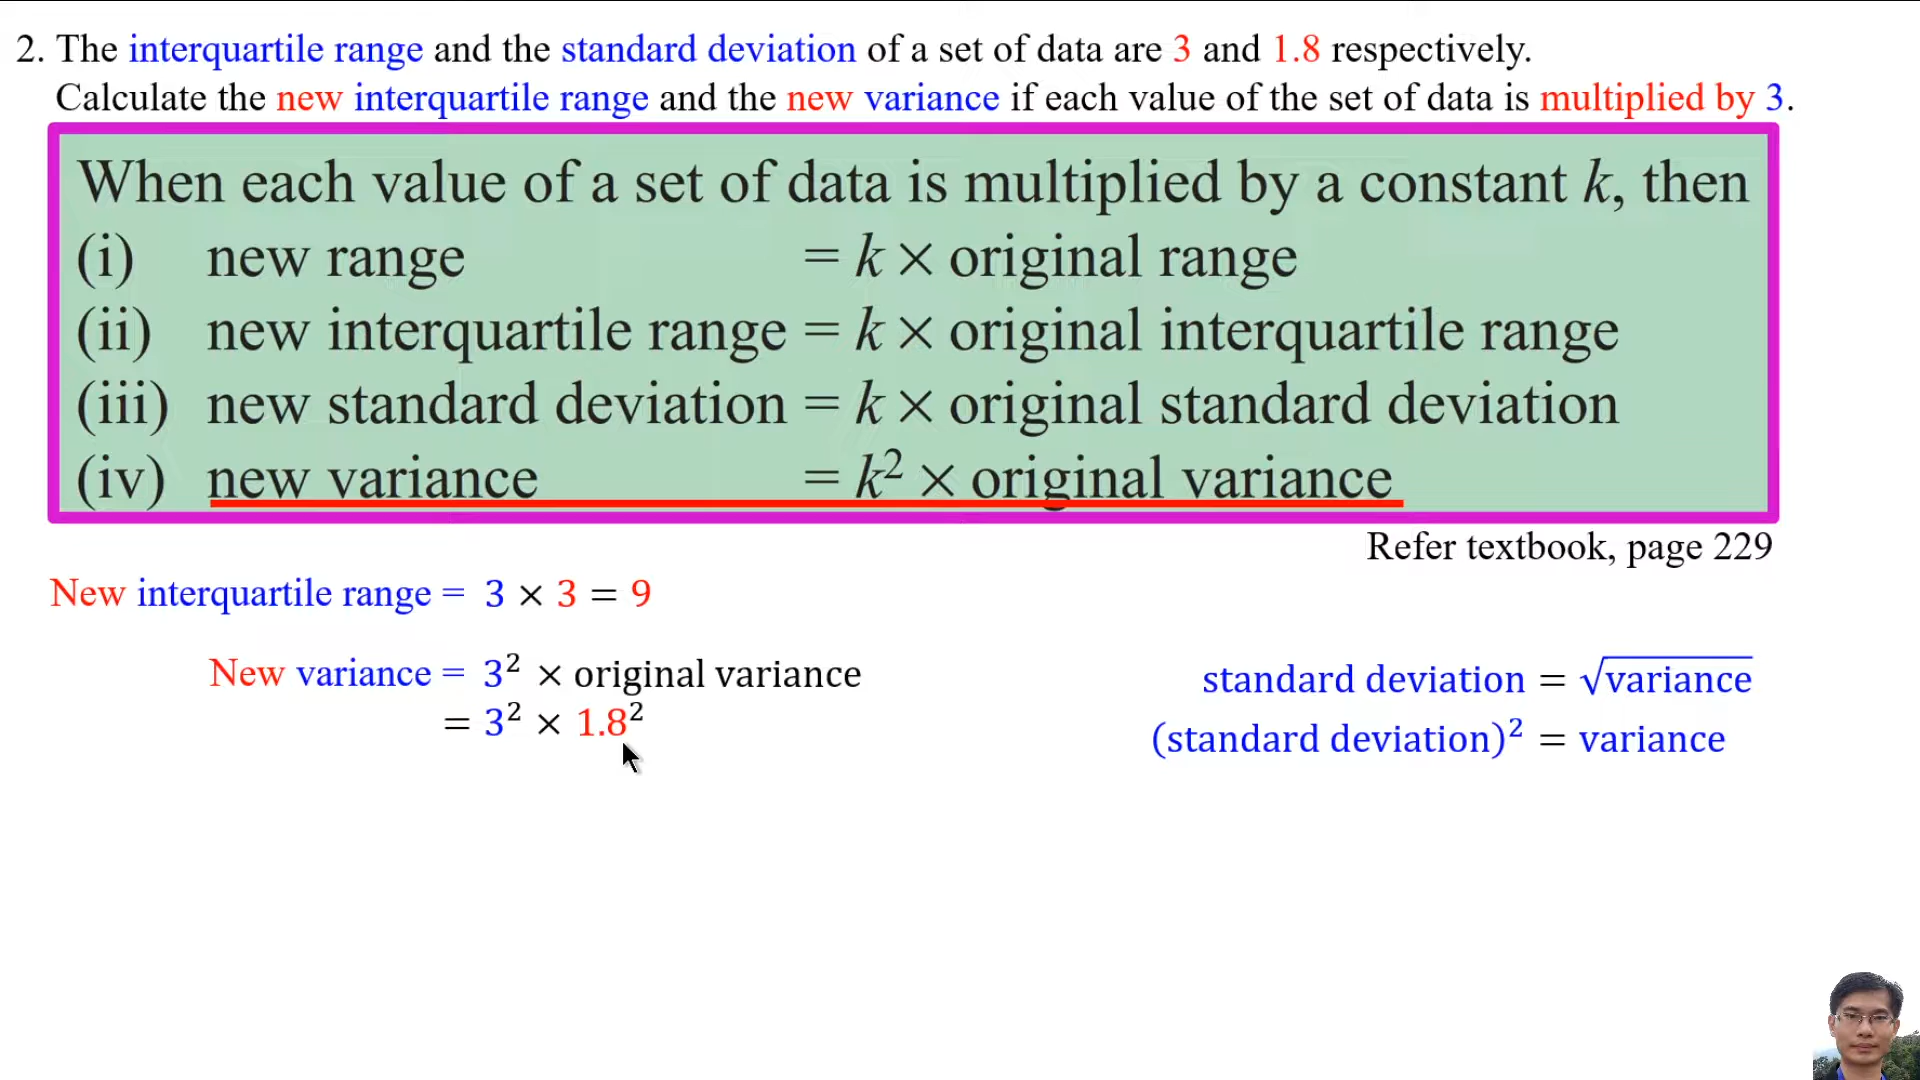 2. The interquartile range and the standard deviation of a set of data are 3 and 1.8 respectively.
Calculate the new interquartile range and the new variance if each value of the set of data is multiplied by 3.
When each value of a set of data is multiplied by a constant k, then
(i) new range = k × original range
(ii) new interquartile range = k × original interquartile range
(iii) new standard deviation = k × original standard deviation
(iv) new variance = k² × original variance
Refer textbook, page 229
New interquartile range = 3 × 3 = 9
New variance = 3² × original variance
= 3² × 1.8²
standard deviation = √variance
(standard deviation)² = variance